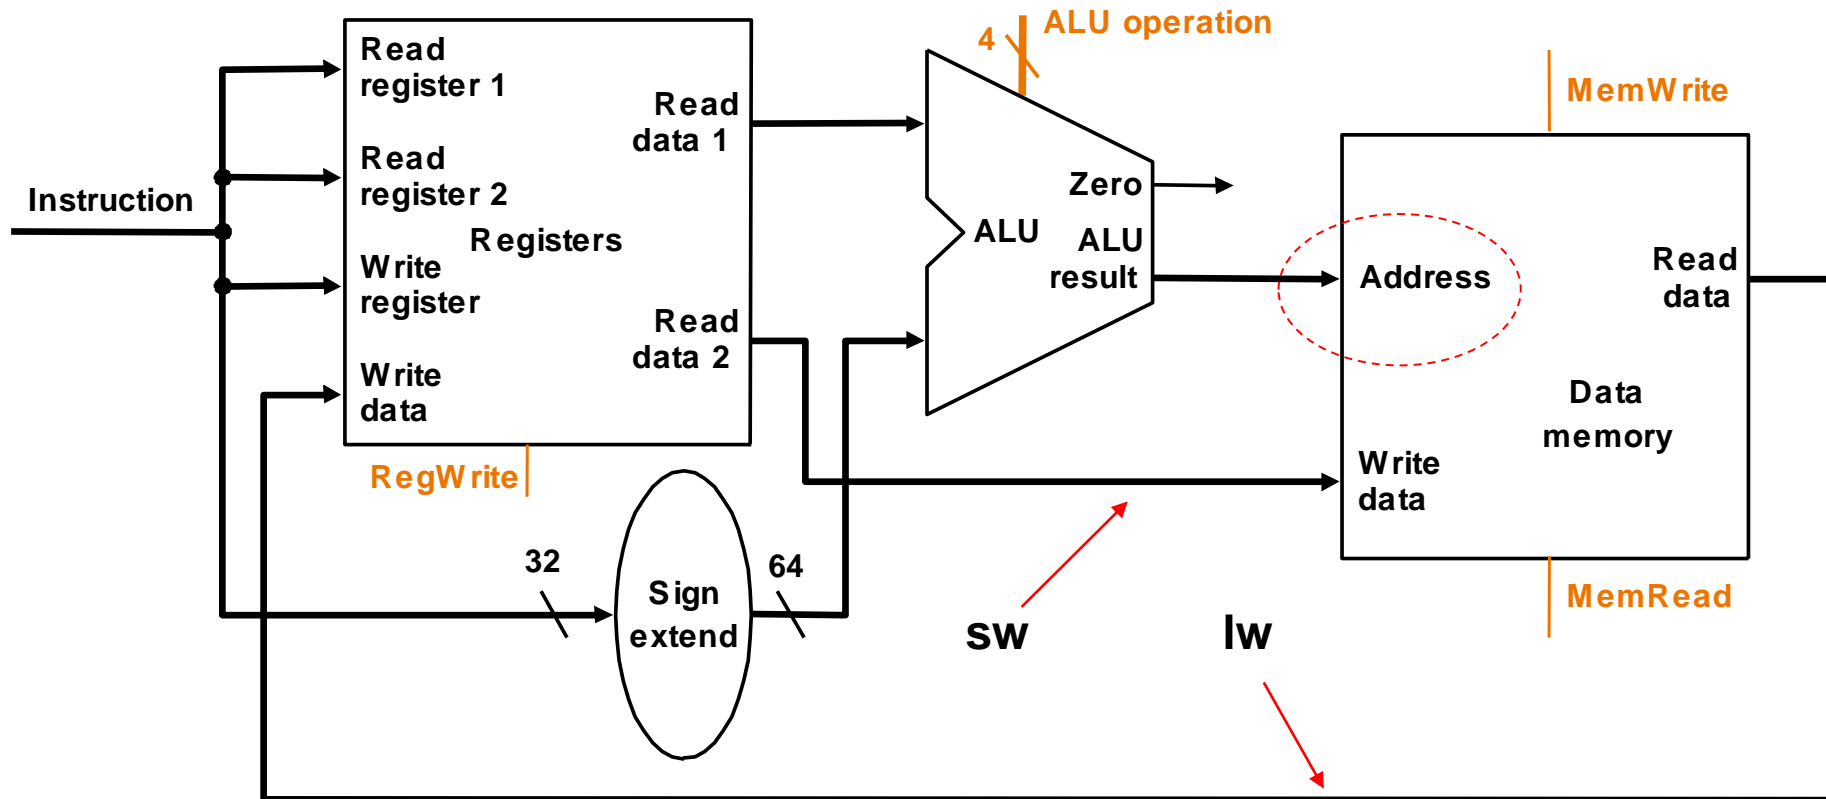 Instruction
Read
register 1
Read
register 2
Registers
Write
register
Write
data
Read
data 1
Read
data 2
RegWrite
32
Sign
extend
64
4
ALU operation
Zero
ALU
ALU
result
MemWrite
Address
Read
data
Data
memory
Write
data
MemRead
sw
lw